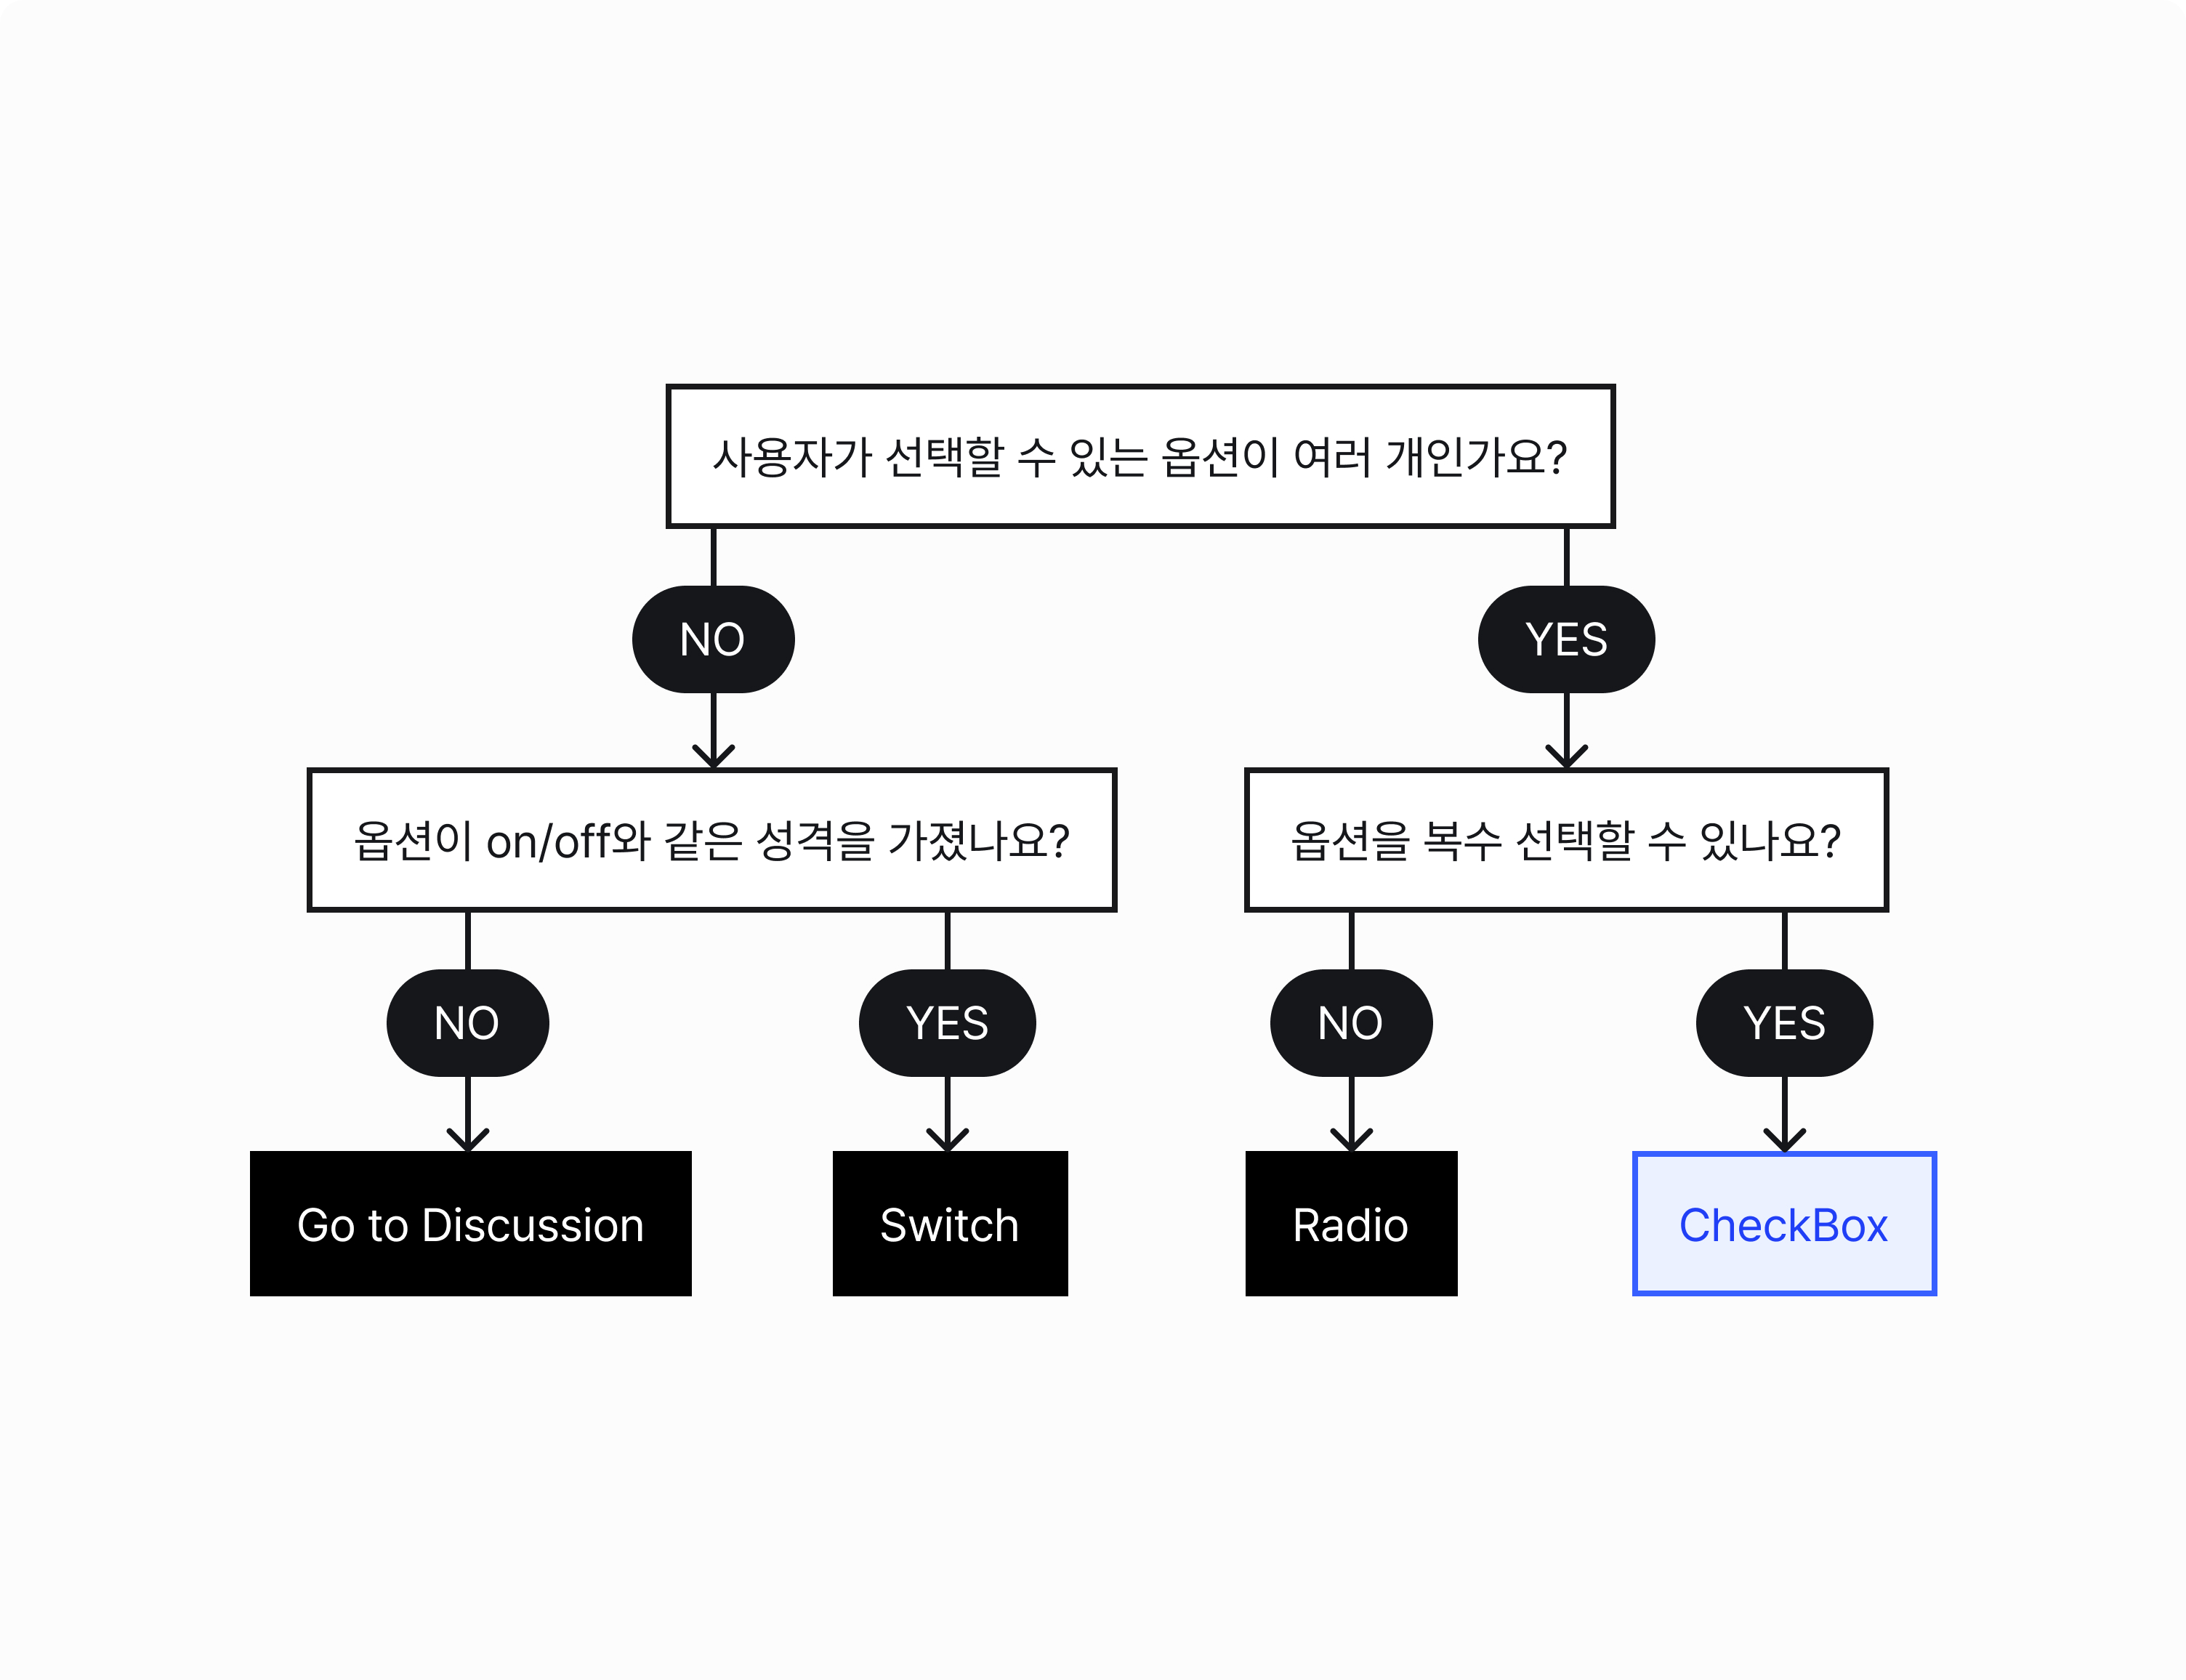 사용자가 선택할 수 있는 옵션이 여러 개인가요?
NO
YES
옵션이 on/off와 같은 성격을 가졌나요?
옵션을 복수 선택할 수 있나요?
NO
YES
NO
YES
Go to Discussion
Switch
Radio
CheckBox